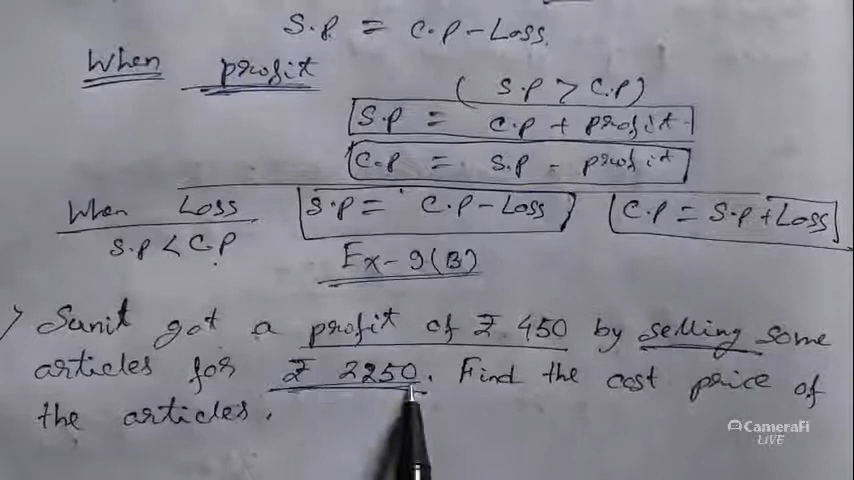 S.P. = C.P - Loss.
When profit
( S.P > C.P)
S.P = C.P + profit
C.P = S.P - profit
When Loss
S.P = C.P - Loss
C.P = S.P + Loss
S.P < C.P
Ex - 9(B)
Sunit got a profit of ₹ 450 by selling some
articles for ₹ 2250. Find the cost price of
the articles.
CameraFi
LIVE